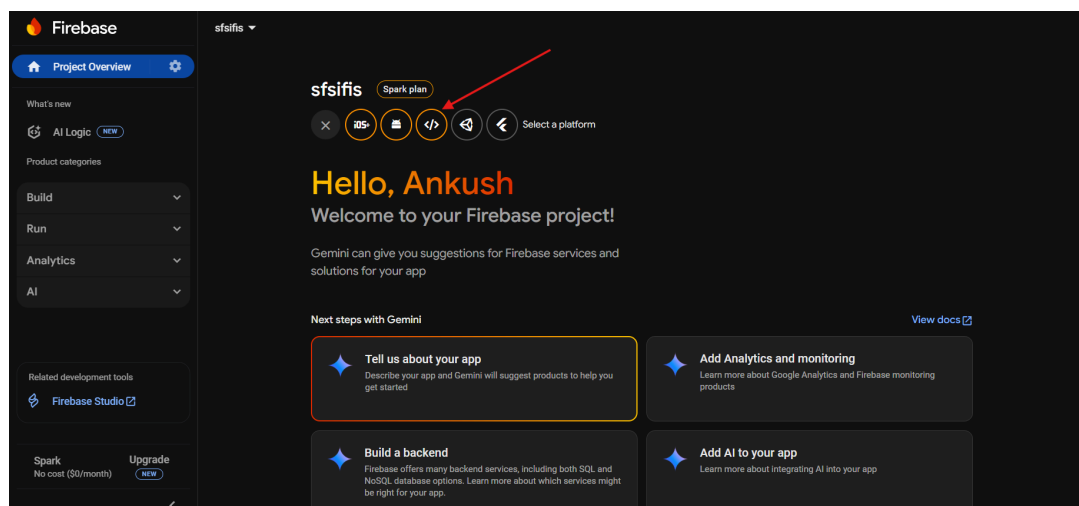 Firebase
sfsifis
Project Overview
What's new
AI Logic NEW
Product categories
Build
Run
Analytics
AI
Related development tools
Firebase Studio
Spark
No cost ($0/month)
Upgrade
NEW
sfsifis Spark plan
iOS+ </> Select a platform
Hello, Ankush
Welcome to your Firebase project!
Gemini can give you suggestions for Firebase services and
solutions for your app
Next steps with Gemini
View docs
Tell us about your app
Describe your app and Gemini will suggest products to help you
get started
Add Analytics and monitoring
Learn more about Google Analytics and Firebase monitoring
products
Build a backend
Firebase offers many backend services, including both SQL and
NoSQL database options. Learn more about which services might
be right for your app.
Add AI to your app
Learn more about integrating AI into your app